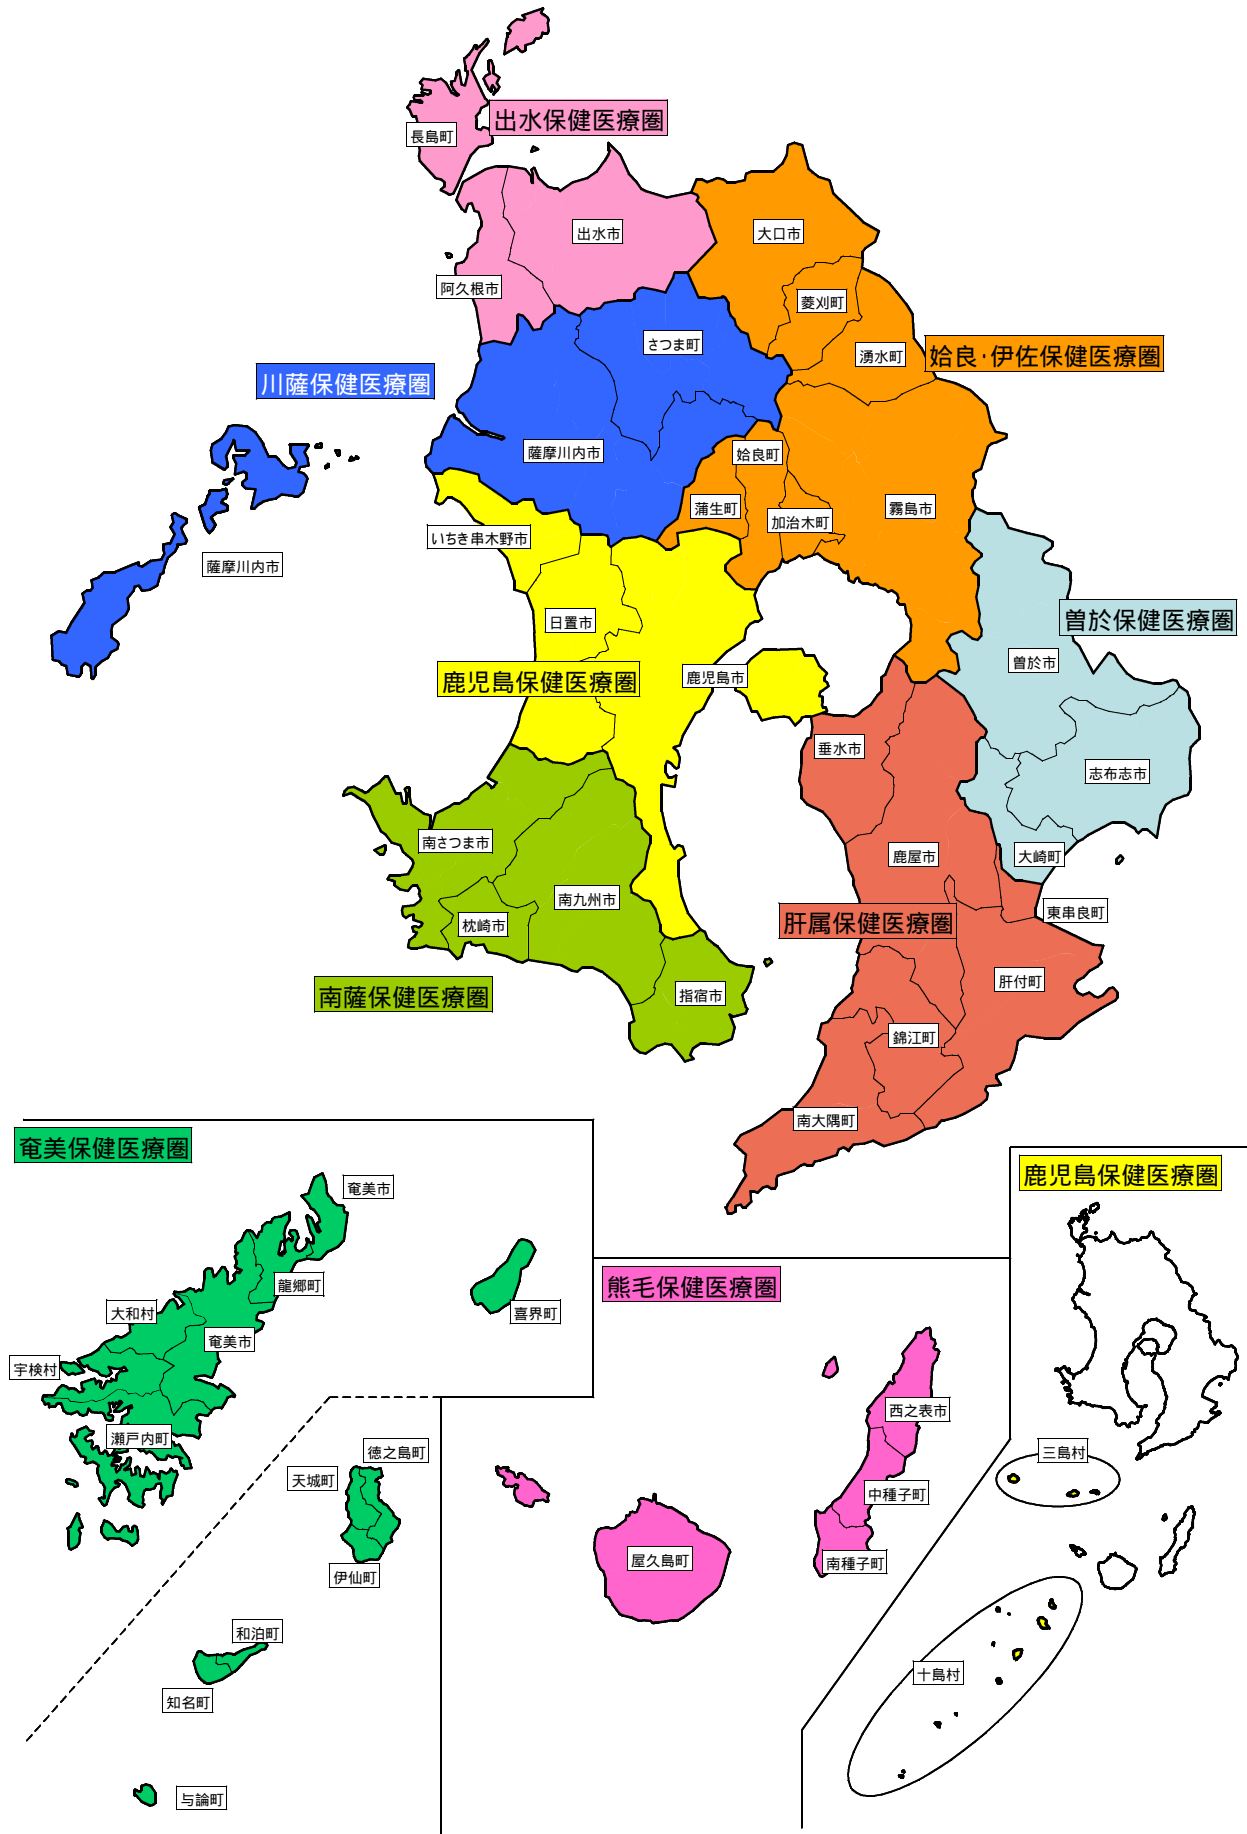 長島町
出水保健医療圏
出水市
大口市
阿久根市
菱刈町
さつま町
湧水町
姶良・伊佐保健医療圏
川薩保健医療圏
薩摩川内市
姶良町
蒲生町
加治木町
霧島市
いちき串木野市
薩摩川内市
日置市
曽於保健医療圏
曽於市
鹿児島保健医療圏
鹿児島市
垂水市
志布志市
南さつま市
鹿屋市
大崎町
南九州市
枕崎市
肝属保健医療圏
東串良町
南薩保健医療圏
指宿市
肝付町
錦江町
南大隅町
奄美保健医療圏
鹿児島保健医療圏
奄美市
龍郷町
熊毛保健医療圏
大和村
喜界町
奄美市
宇検村
西之表市
瀬戸内町
徳之島町
三島村
天城町
中種子町
屋久島町
南種子町
伊仙町
和泊町
十島村
知名町
与論町